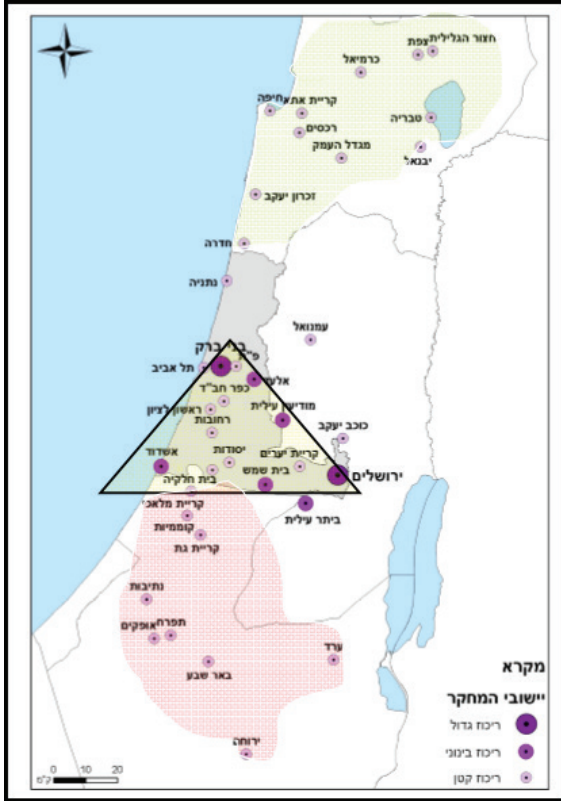 חצור הגלילית
צפת
כרמיאל
קריית אתא
חיפה
טבריה
רכסים
מגדל העמק
יבנאל
זכרון יעקב
חדרה
נתניה
עמנואל
בני ברק
פ"ת
תל אביב
אלעד
כפר חב"ד
ראשון לציון
מודיעין עילית
רחובות
כוכב יעקב
יסודות
קריית יערים
אשדוד
בית שמש
ירושלים
בית חלקיה
ביתר עילית
קריית מלאכי
קוממיות
קריית גת
נתיבות
תפרח
אופקים
ערד
באר שבע
ירוחה
מקרא
יישובי המחקר
ריכוז גדול
ריכוז בינוני
ריכוז קטן
0 10 20
ק"מ